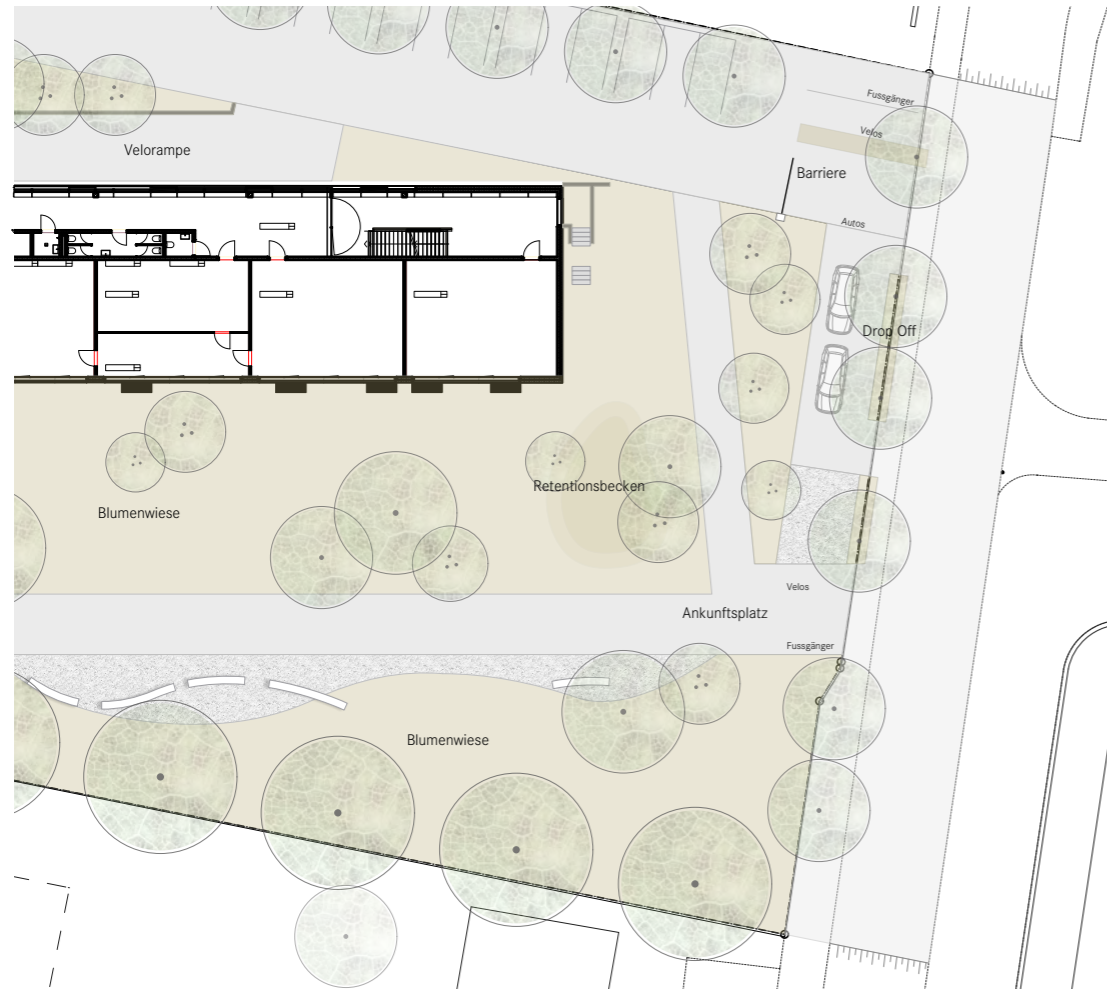 Fussgänger
Velos
Velorampe
Barriere
Autos
Drop Off
Retentionsbecken
Blumenwiese
Velos
Ankunftsplatz
Fussgänger
Blumenwiese